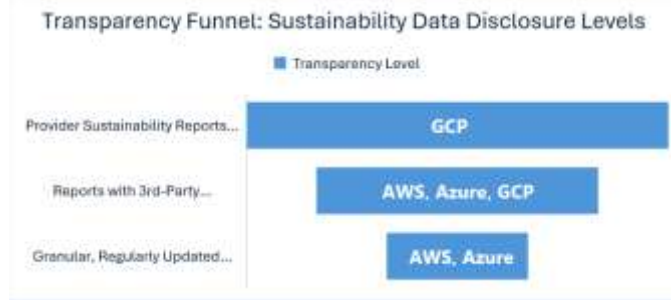 Transparency Funnel: Sustainability Data Disclosure Levels
Transparency Level
Provider Sustainability Reports...
GCP
Reports with 3rd-Party...
AWS, Azure, GCP
Granular, Regularly Updated...
AWS, Azure